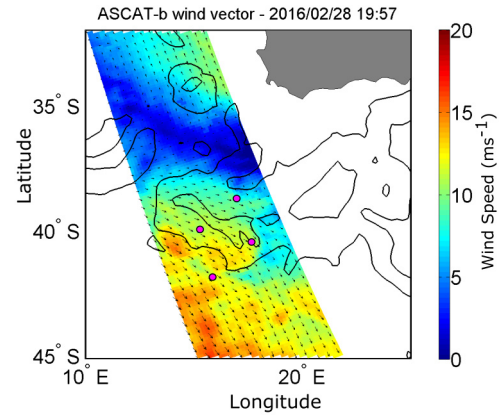 ASCAT-b wind vector - 2016/02/28 19:57
20
35° S
15
Latitude
40° S
10
Wind Speed (ms⁻¹)
5
45° S
0
10° E
20° E
Longitude